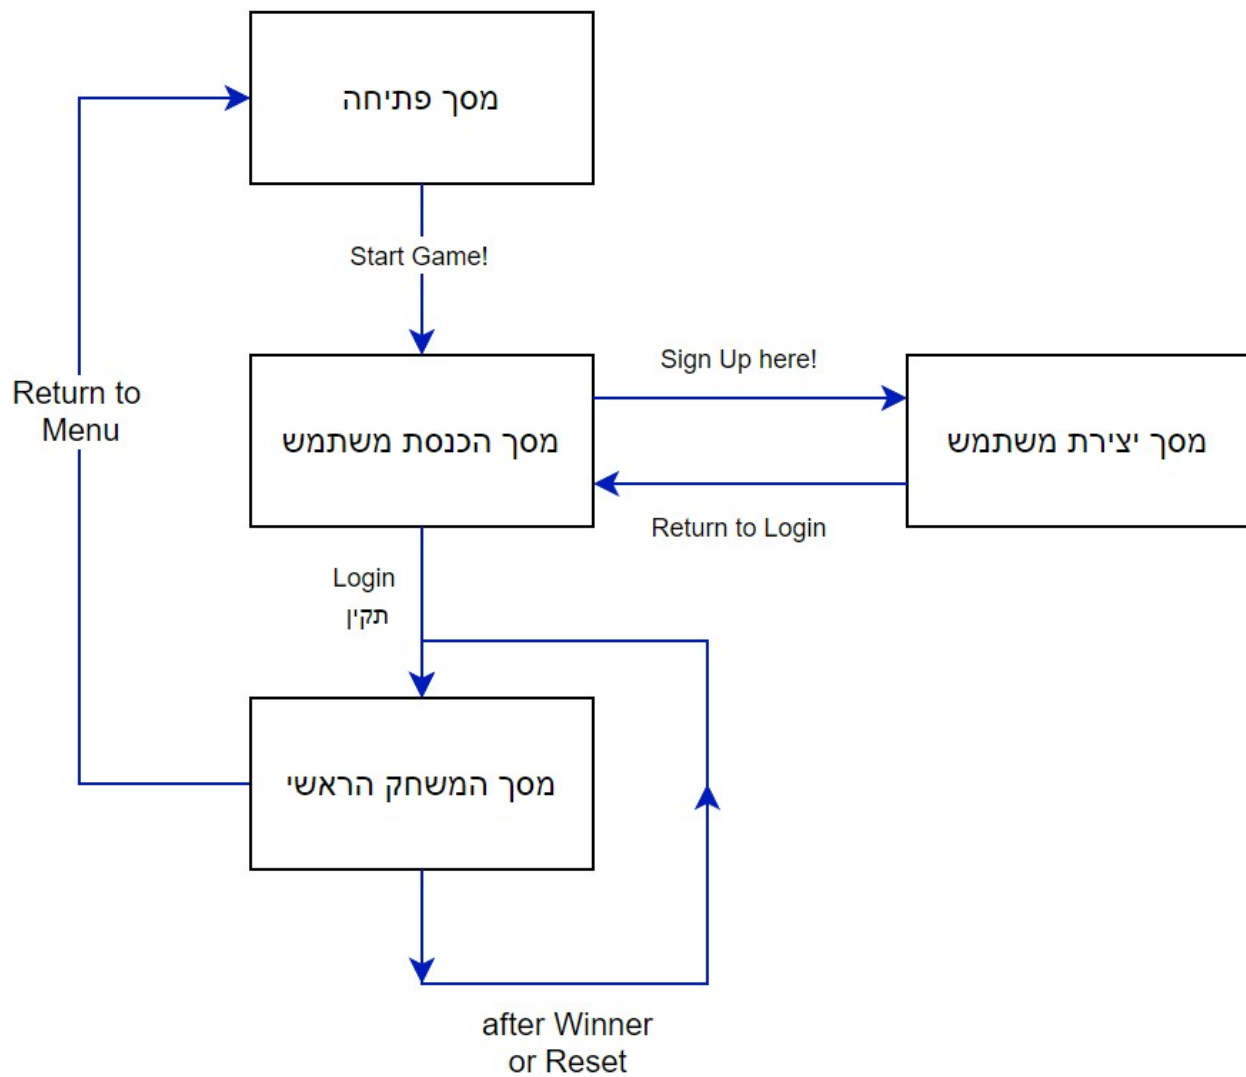 מסך פתיחה
Start Game!
Return to
Menu
Sign Up here!
מסך הכנסת משתמש
מסך יצירת משתמש
Return to Login
Login
תקין
מסך המשחק הראשי
after Winner
or Reset